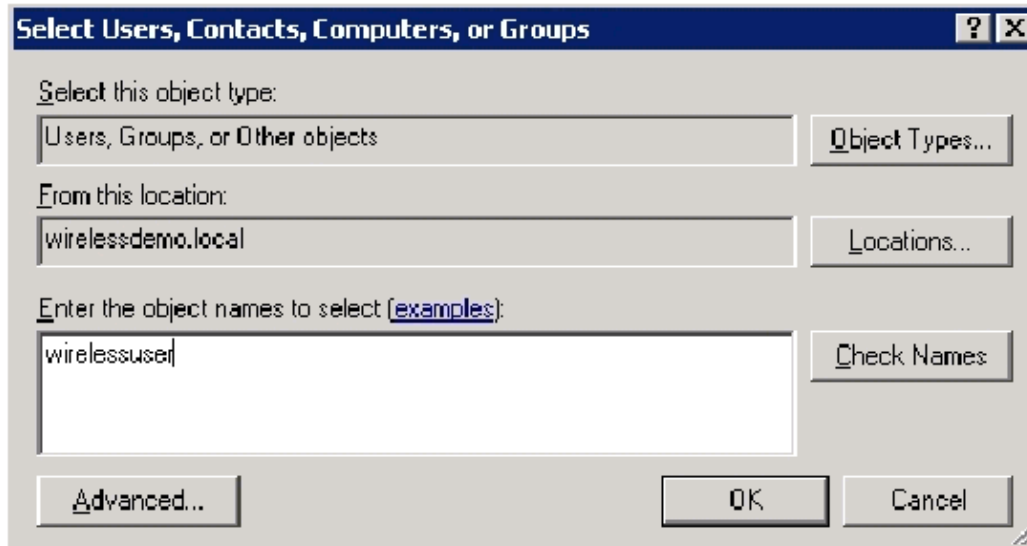 Select Users, Contacts, Computers, or Groups
Select this object type:
Users, Groups, or Other objects
Object Types...
From this location:
wirelessdemo.local
Locations...
Enter the object names to select (examples):
wirelessuser
Check Names
Advanced...
OK
Cancel